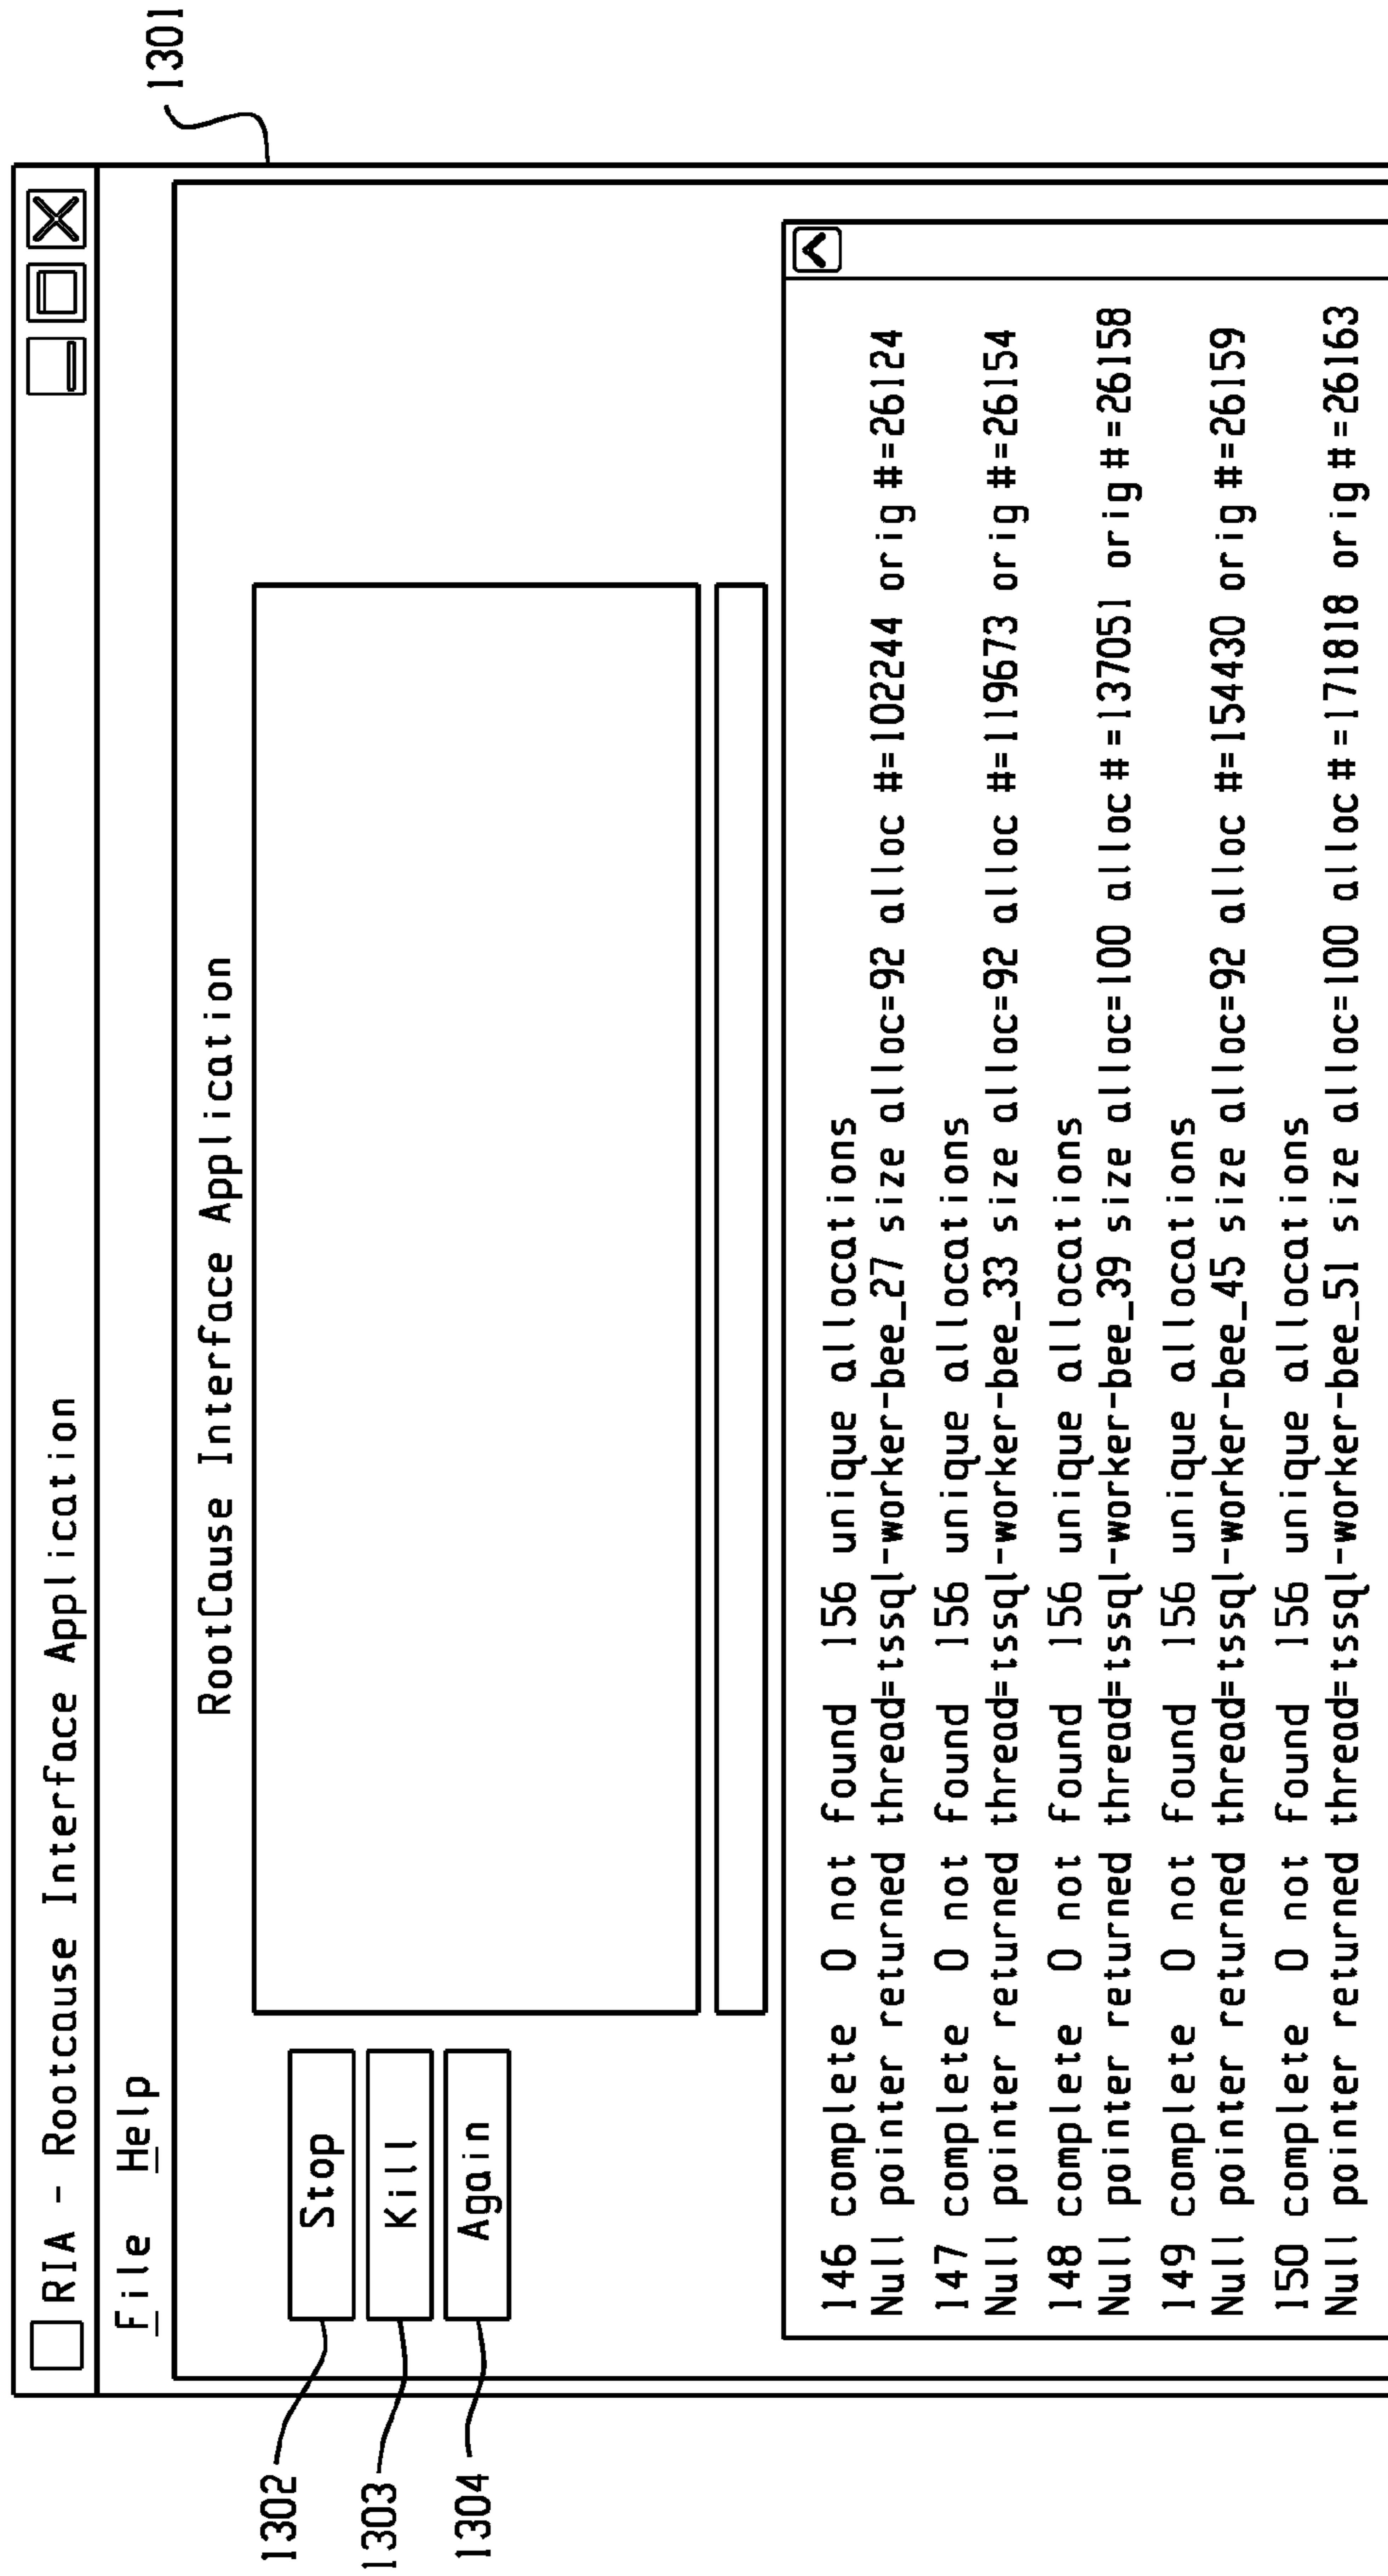 RIA - Rootcause Interface Application
File Help
1301
RootCause Interface Application
1302
Stop
1303
Kill
1304
Again
146 complete 0 not found 156 unique allocations
Null pointer returned thread=tssql-worker-bee_27 size alloc=92 alloc #=102244 orig #=26124
147 complete 0 not found 156 unique allocations
Null pointer returned thread=tssql-worker-bee_33 size alloc=92 alloc #=119673 orig #=26154
148 complete 0 not found 156 unique allocations
Null pointer returned thread=tssql-worker-bee_39 size alloc=100 alloc #=137051 orig #=26158
149 complete 0 not found 156 unique allocations
Null pointer returned thread=tssql-worker-bee_45 size alloc=92 alloc #=154430 orig #=26159
150 complete 0 not found 156 unique allocations
Null pointer returned thread=tssql-worker-bee_51 size alloc=100 alloc #=171818 orig #=26163